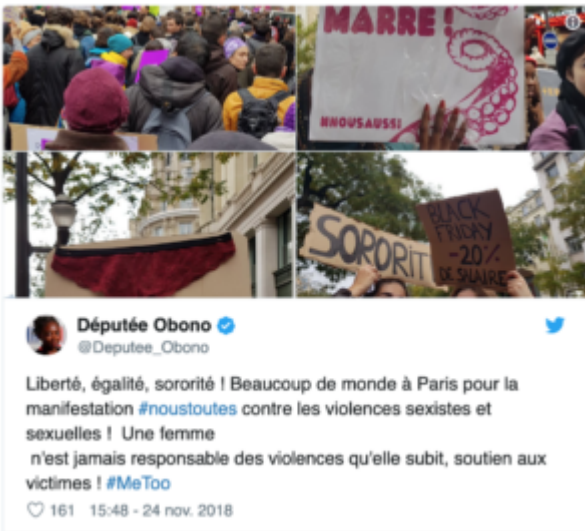 MARRE !
#NOUSAUSSI
SORORIT
BLACK
FRIDAY
-20%
DE SALAIRE
Députée Obono
@Deputee_Obono
Liberté, égalité, sororité ! Beaucoup de monde à Paris pour la
manifestation #noustoutes contre les violences sexistes et
sexuelles ! Une femme
n'est jamais responsable des violences qu'elle subit, soutien aux
victimes ! #MeToo
161 15:48 - 24 nov. 2018